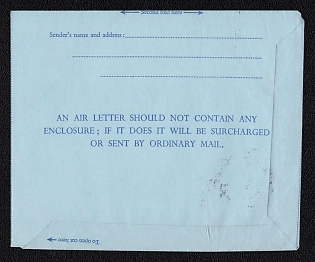 Second fold here
Sender's name and address:
AN AIR LETTER SHOULD NOT CONTAIN ANY
ENCLOSURE; IF IT DOES IT WILL BE SURCHARGED
OR SENT BY ORDINARY MAIL.
To open cut here